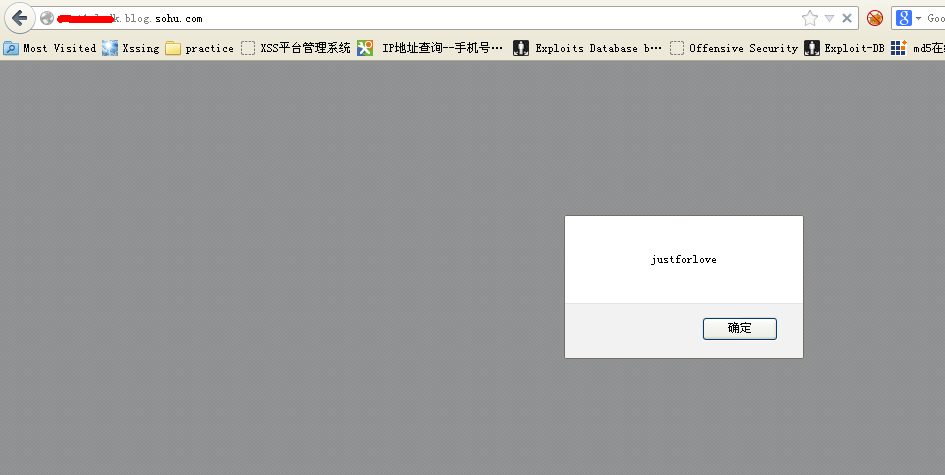 k.blog.sohu.com
Goo
Most Visited Xssing practice XSS平台管理系统 IP地址查询--手机号… Exploits Database b… Offensive Security Exploit-DB md5在
justforlove
确定